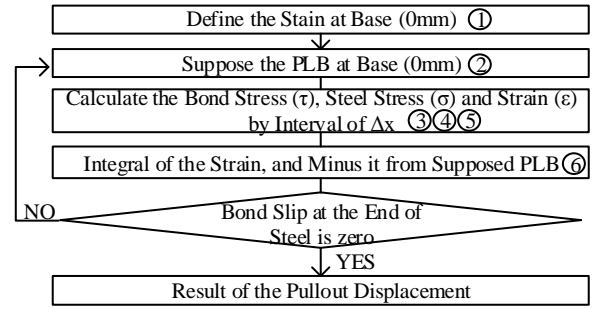 Define the Stain at Base (0mm) ①
Suppose the PLB at Base (0mm) ②
Calculate the Bond Stress (τ), Steel Stress (σ) and Strain (ε)
by Interval of Δx ③④⑤
Integral of the Strain, and Minus it from Supposed PLB⑥
NO
Bond Slip at the End of
Steel is zero
YES
Result of the Pullout Displacement